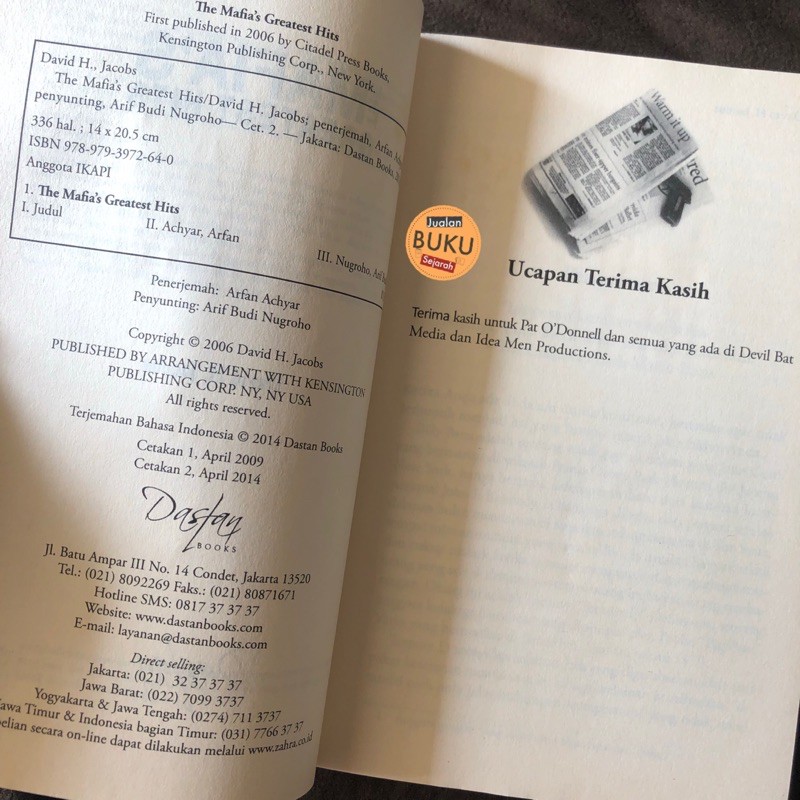 The Mafia's Greatest Hits
First published in 2006 by Citadel Press Books,
Kensington Publishing Corp., New York.
David H., Jacobs
The Mafia's Greatest Hits/David H. Jacobs; penerjemah, Arfan
penyunting, Arif Budi Nugroho— Cet. 2. — Jakarta: Dastan Books,
336 hal. ; 14 x 20.5 cm
ISBN 978-979-3972-64-0
Anggota IKAPI
1. The Mafia's Greatest Hits
I. Judul
II. Achyar, Arfan
III. Nugroho, Arif
Penerjemah: Arfan Achyar
Penyunting: Arif Budi Nugroho
Copyright © 2006 David H. Jacobs
PUBLISHED BY ARRANGEMENT WITH KENSINGTON
PUBLISHING CORP. NY, NY USA
All rights reserved.
Terjemahan Bahasa Indonesia © 2014 Dastan Books
Cetakan 1, April 2009
Cetakan 2, April 2014
Dastan
BOOKS
Jl. Batu Ampar III No. 14 Condet, Jakarta 13520
Tel.: (021) 8092269 Faks.: (021) 80871671
Hotline SMS: 0817 37 37 37
Website: www.dastanbooks.com
E-mail: layanan@dastanbooks.com
Direct selling:
Jakarta: (021) 32 37 37 37
Jawa Barat: (022) 7099 3737
Yogyakarta & Jawa Tengah: (0274) 711 3737
Jawa Timur & Indonesia bagian Timur: (031) 7766 37 37
secara on-line dapat dilakukan melalui www.zahra.co.id
Warm it up
Jualan
BUKU
Sejarah
Ucapan Terima Kasih
Terima kasih untuk Pat O'Donnell dan semua yang ada di Devil Bat
Media dan Idea Men Productions.